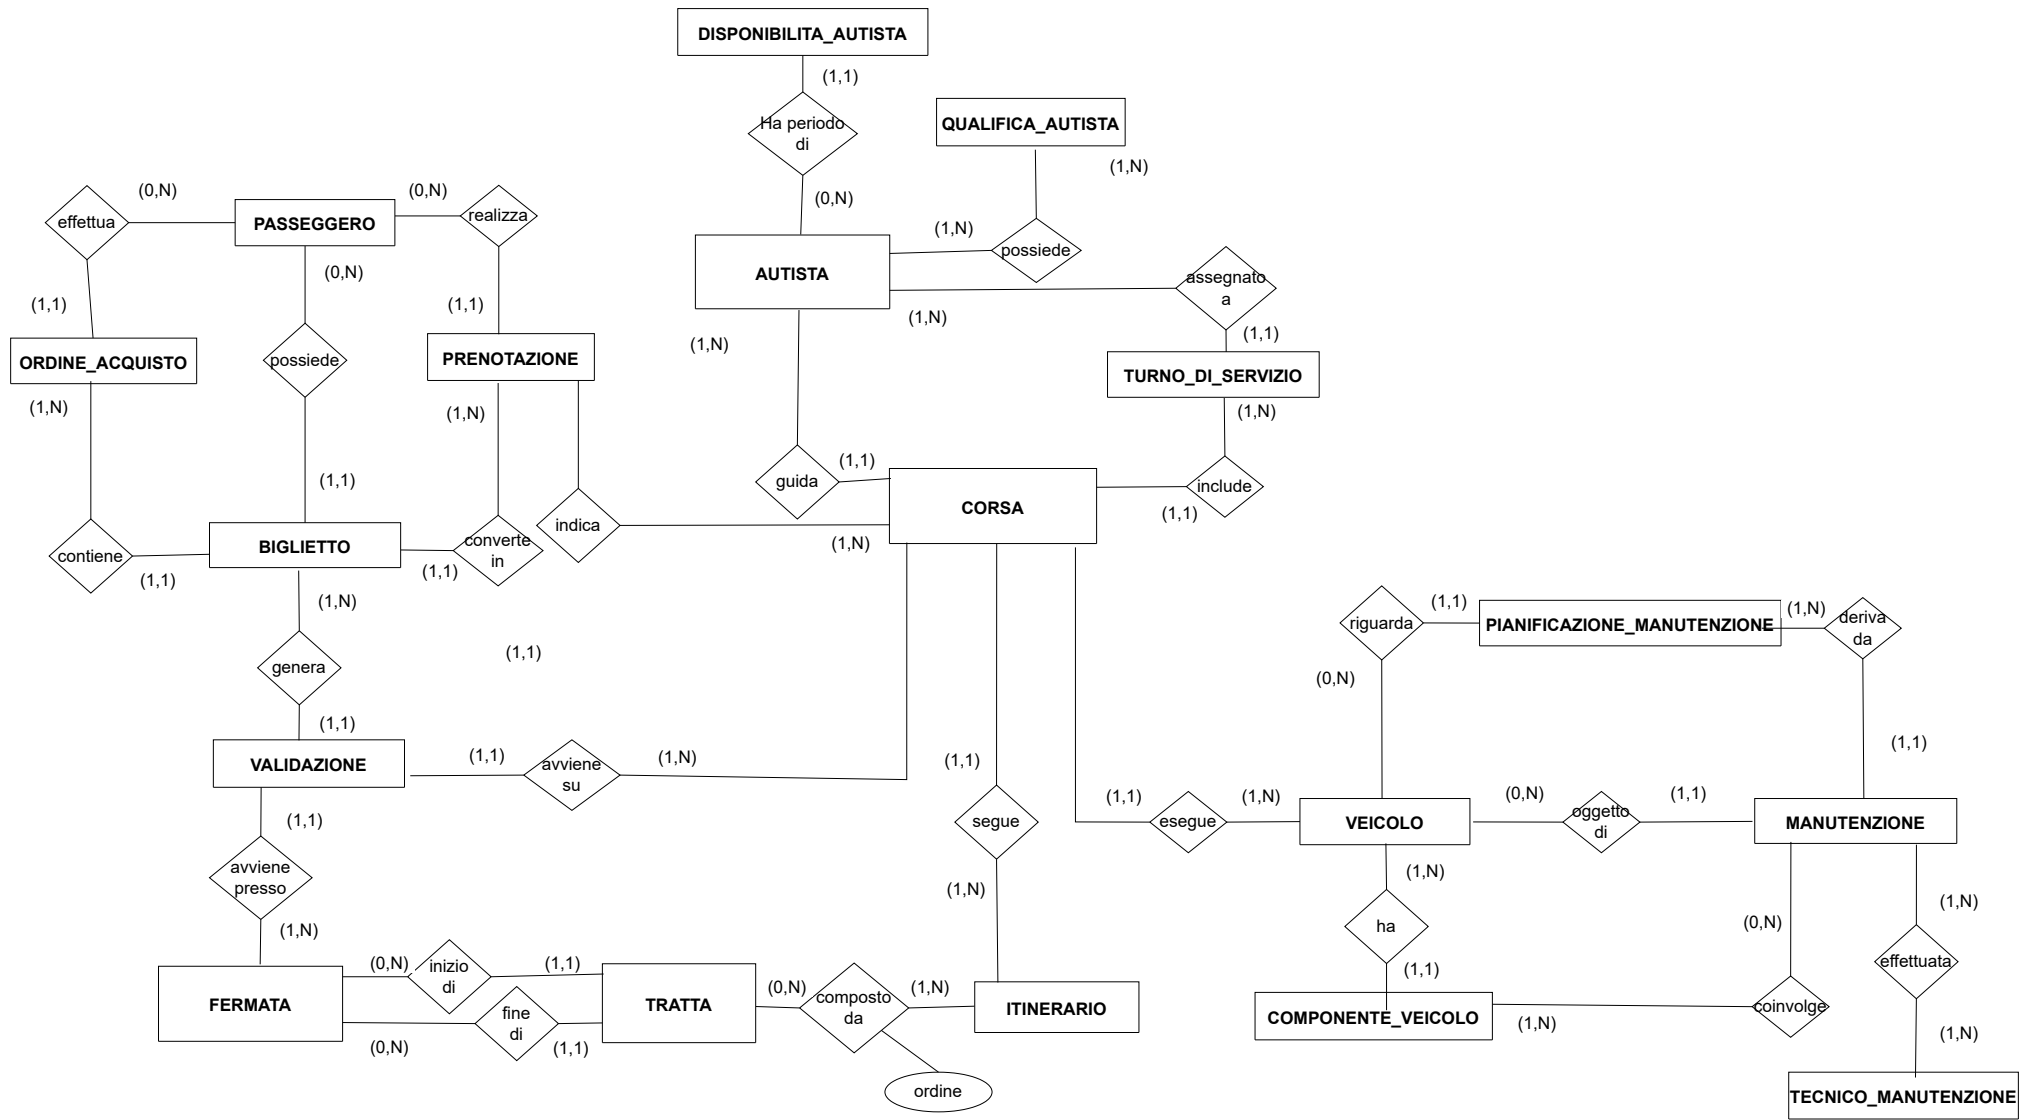 DISPONIBILITA_AUTISTA
(1,1)
Ha periodo
di
QUALIFICA_AUTISTA
(1,N)
(0,N)
(0,N)
(0,N)
effettua
PASSEGGERO
realizza
(1,N)
possiede
(0,N)
AUTISTA
assegnato
a
(1,1)
(1,1)
(1,N)
(1,N)
(1,1)
ORDINE_ACQUISTO
possiede
PRENOTAZIONE
TURNO_DI_SERVIZIO
(1,N)
(1,N)
(1,N)
(1,1)
(1,1)
guida
CORSA
include
(1,1)
indica
(1,N)
BIGLIETTO
converte
in
contiene
(1,1)
(1,1)
(1,N)
(1,1)
genera
(1,1)
riguarda
(1,1)
PIANIFICAZIONE_MANUTENZIONE
(1,N)
deriva
da
(0,N)
(1,1)
VALIDAZIONE
(1,1)
avviene
su
(1,N)
(1,1)
(1,1)
(1,1)
segue
(1,1)
esegue
(1,N)
VEICOLO
(0,N)
oggetto
di
(1,1)
MANUTENZIONE
avviene
presso
(1,N)
(1,N)
(1,N)
ha
(1,N)
(0,N)
(1,N)
effettuata
FERMATA
(0,N)
inizio
di
(1,1)
TRATTA
(0,N)
composto
da
(1,N)
ITINERARIO
(1,1)
COMPONENTE_VEICOLO
(1,N)
coinvolge
(0,N)
fine
di
(1,1)
(1,N)
ordine
TECNICO_MANUTENZIONE